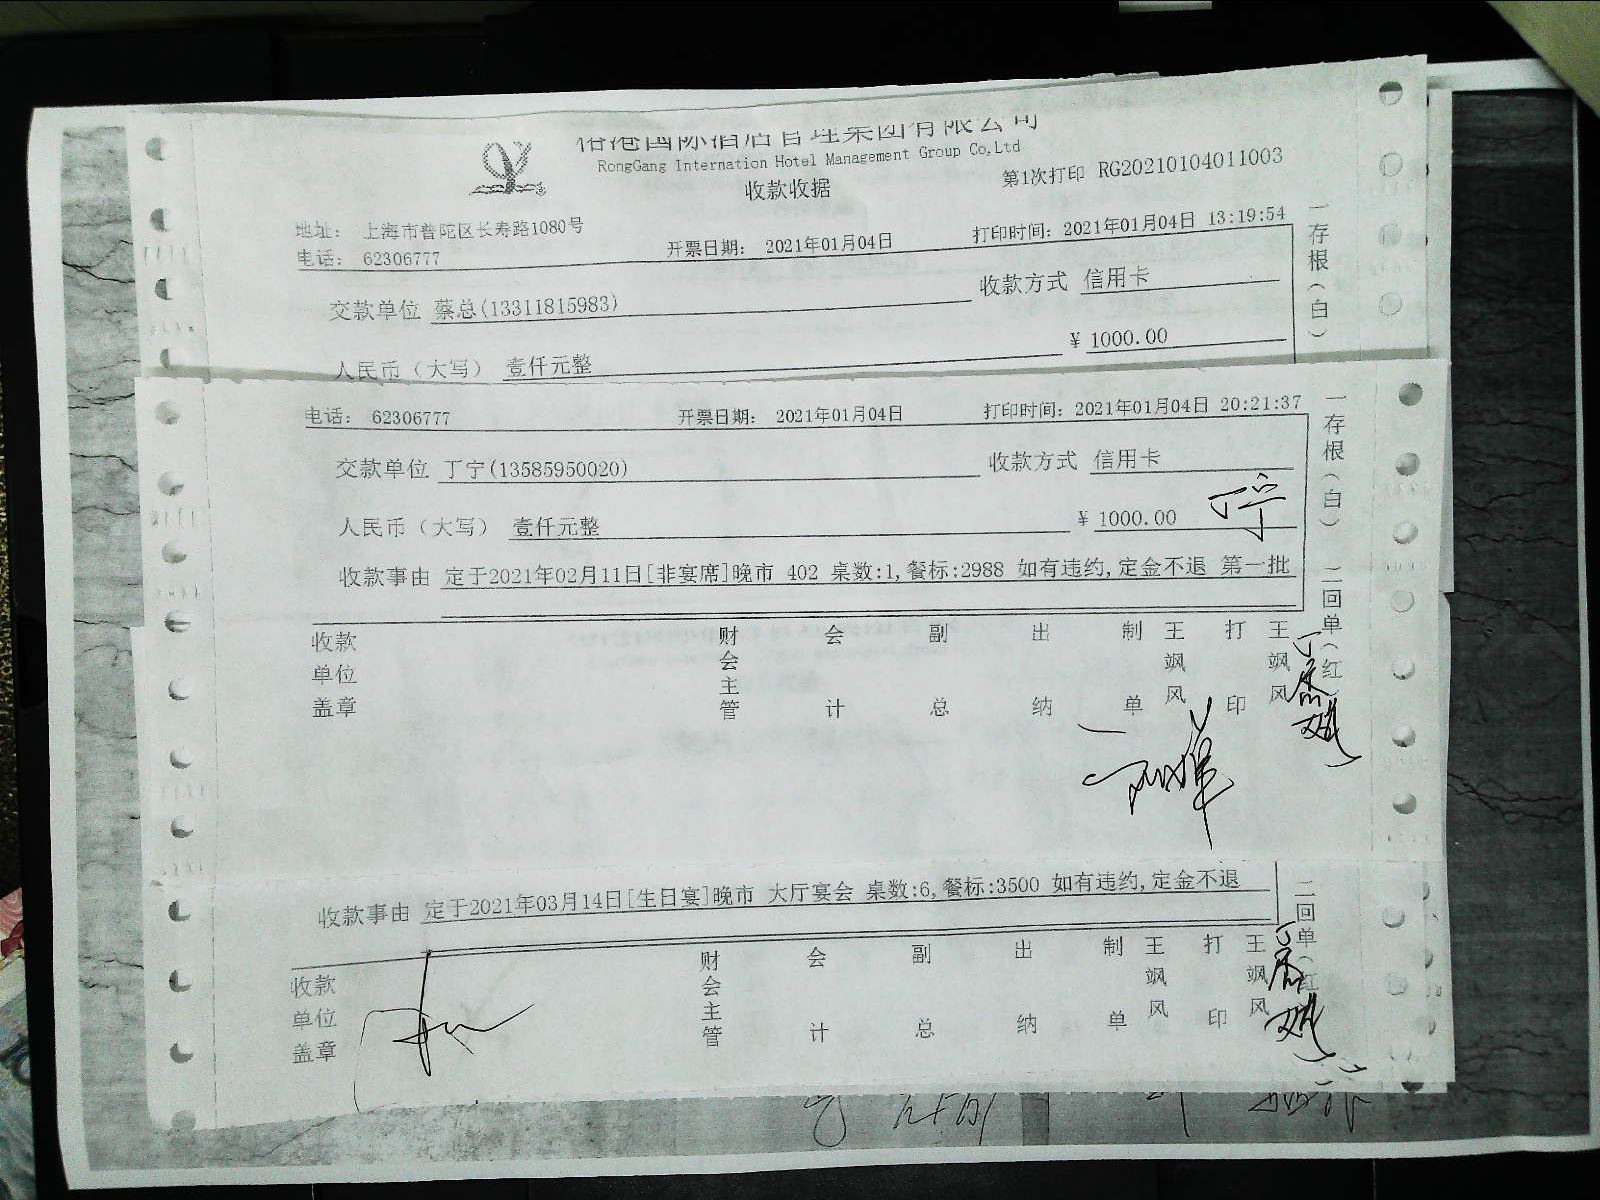 国际酒店管理集团有限公司
RongGang Internation Hotel Management Group Co,Ltd
收款收据
第1次打印 RG20210104011003
地址： 上海市普陀区长寿路1080号
电话： 62306777
开票日期： 2021年01月04日
打印时间：2021年01月04日 13:19:54
交款单位 蔡总(13311815983)
收款方式 信用卡
人民币（大写） 壹仟元整
¥ 1000.00
一存根（白）
电话： 62306777
开票日期： 2021年01月04日
打印时间：2021年01月04日 20:21:37
交款单位 丁宁(13585950020)
收款方式 信用卡
人民币（大写） 壹仟元整
¥ 1000.00
丁宁
收款事由 定于2021年02月11日[非宴席]晚市 402 桌数:1,餐标:2988 如有违约,定金不退 第一批
一存根（白） 二回单（红）
收款单位盖章
财会主管
会计
副总
出纳
制单
王飒风
打印
王飒风
收款事由 定于2021年03月14日[生日宴]晚市 大厅宴会 桌数:6,餐标:3500 如有违约,定金不退
二回单（红
收款单位盖章
财会主管
会计
副总
出纳
制单
王飒风
打印
王飒风